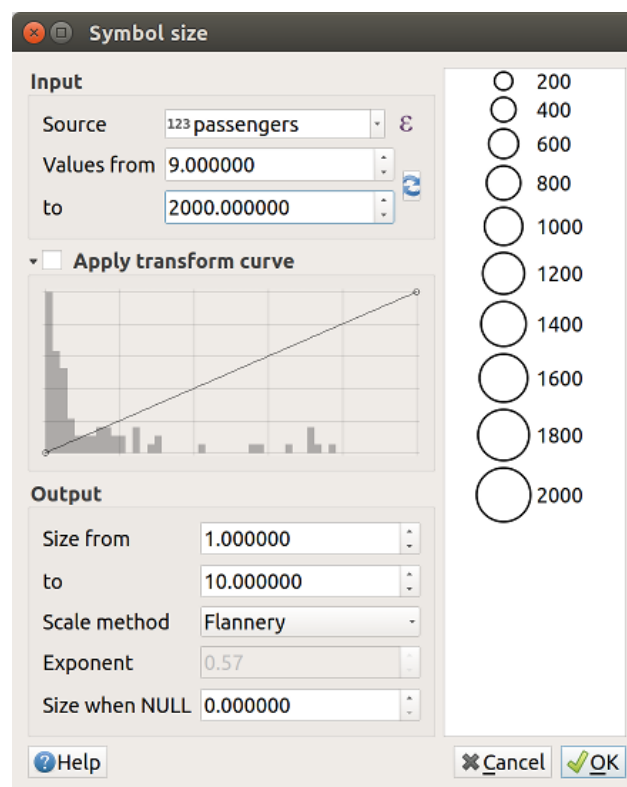 Symbol size
Input
Source 123 passengers ε
Values from 9.000000
to 2000.000000
Apply transform curve
Output
Size from 1.000000
to 10.000000
Scale method Flannery
Exponent 0.57
Size when NULL 0.000000
200
400
600
800
1000
1200
1400
1600
1800
2000
Help
Cancel
OK